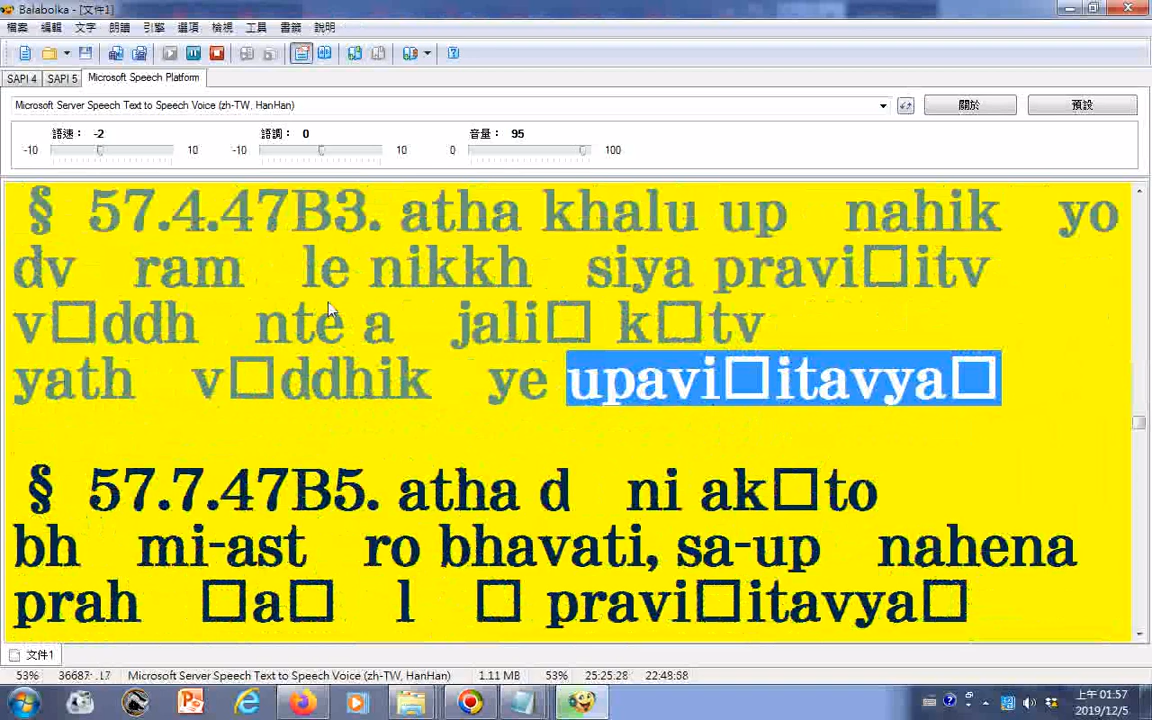 Balabolka - [文件1]
檔案 編輯 文字 朗讀 引擎 選項 檢視 工具 書籤 說明
SAPI 4 SAPI 5 Microsoft Speech Platform
Microsoft Server Speech Text to Speech Voice (zh-TW, HanHan) 關於 預設
語速： -2 語調： 0 音量： 95
-10 10 -10 10 0 100
§ 57.4.47B3. atha khalu up nahik yo
dv ram le nikkh siya pravi□itv
v□ddh nte a jali□ k□tv
yath v□ddhik ye upavi□itavya□
§ 57.7.47B5. atha d ni ak□to
bh mi-ast ro bhavati, sa-up nahena
prah □a□ l □ pravi□itavya□
文件1
53% 36687:17 Microsoft Server Speech Text to Speech Voice (zh-TW, HanHan) 1.11 MB 53% 25:25:28 22:48:58
上午 01:57
2019/12/5